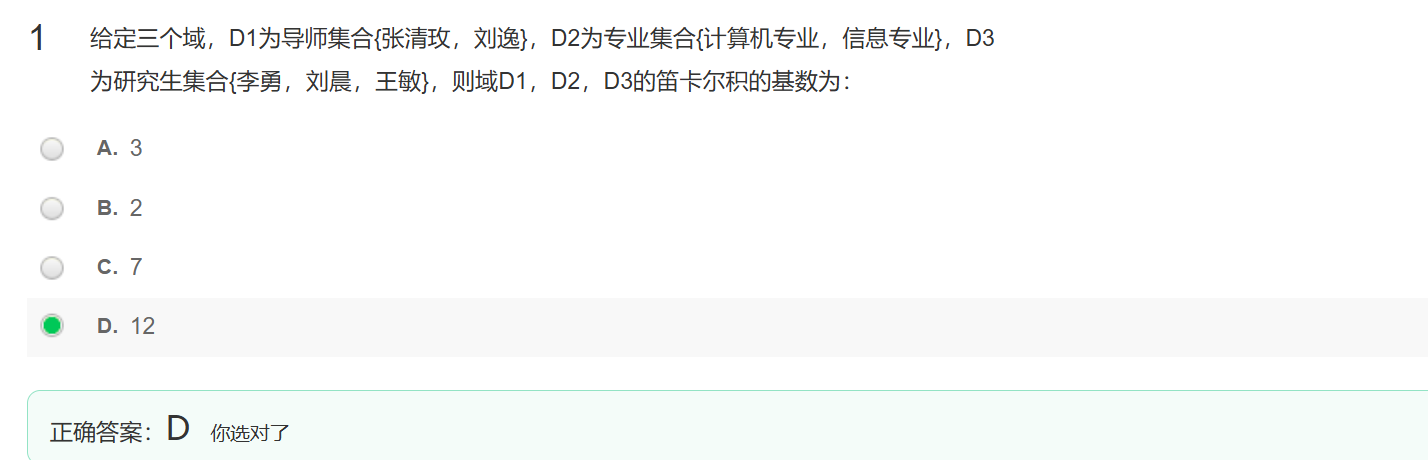 1 给定三个域，D1为导师集合{张清玫，刘逸}，D2为专业集合{计算机专业，信息专业}，D3
为研究生集合{李勇，刘晨，王敏}，则域D1，D2，D3的笛卡尔积的基数为：
A. 3
B. 2
C. 7
D. 12
正确答案：D 你选对了